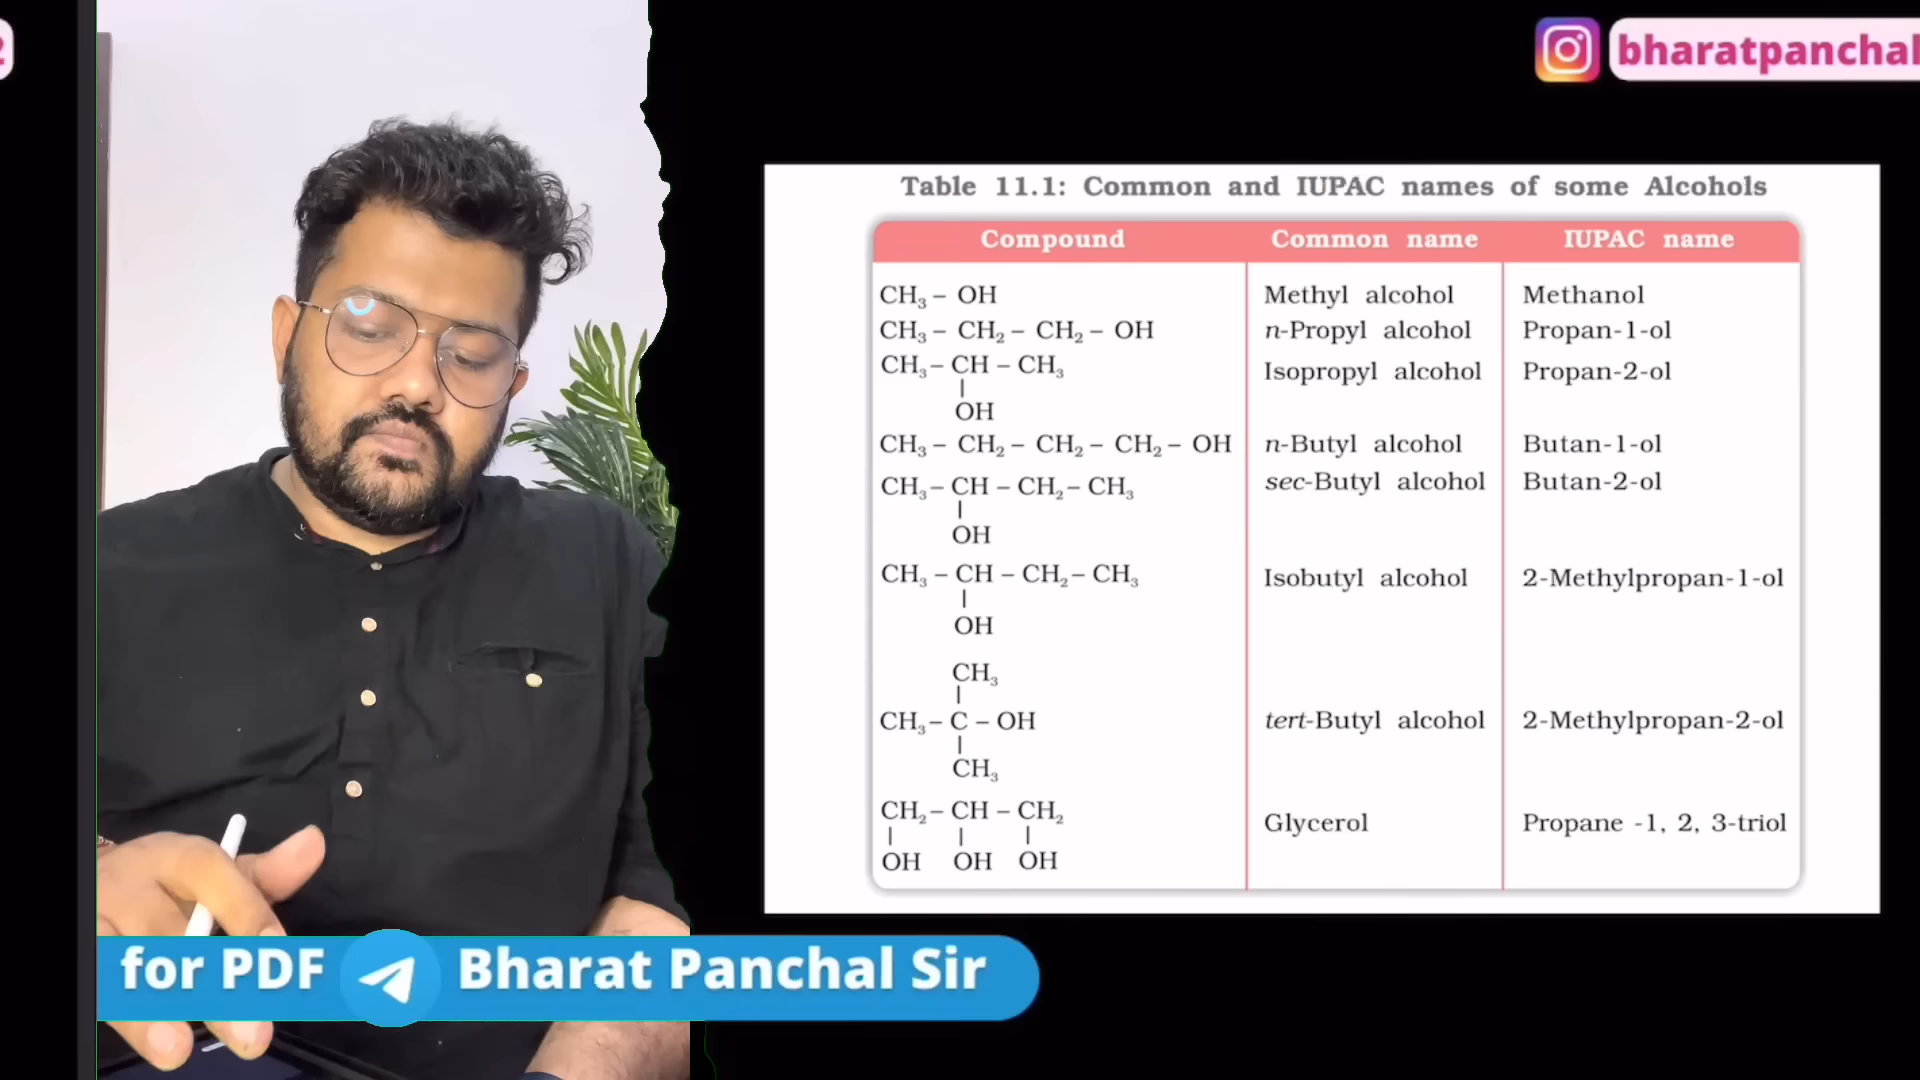 2
bharatpanchal
Table 11.1: Common and IUPAC names of some Alcohols
Compound Common name IUPAC name
CH₃ – OH Methyl alcohol Methanol
CH₃ – CH₂ – CH₂ – OH n-Propyl alcohol Propan-1-ol
CH₃ – CH – CH₃ Isopropyl alcohol Propan-2-ol
|
OH
CH₃ – CH₂ – CH₂ – CH₂ – OH n-Butyl alcohol Butan-1-ol
CH₃ – CH – CH₂ – CH₃ sec-Butyl alcohol Butan-2-ol
|
OH
CH₃ – CH – CH₂ – CH₃ Isobutyl alcohol 2-Methylpropan-1-ol
|
OH
CH₃
|
CH₃ – C – OH tert-Butyl alcohol 2-Methylpropan-2-ol
|
CH₃
CH₂ – CH – CH₂ Glycerol Propane -1, 2, 3-triol
| | |
OH OH OH
for PDF Bharat Panchal Sir